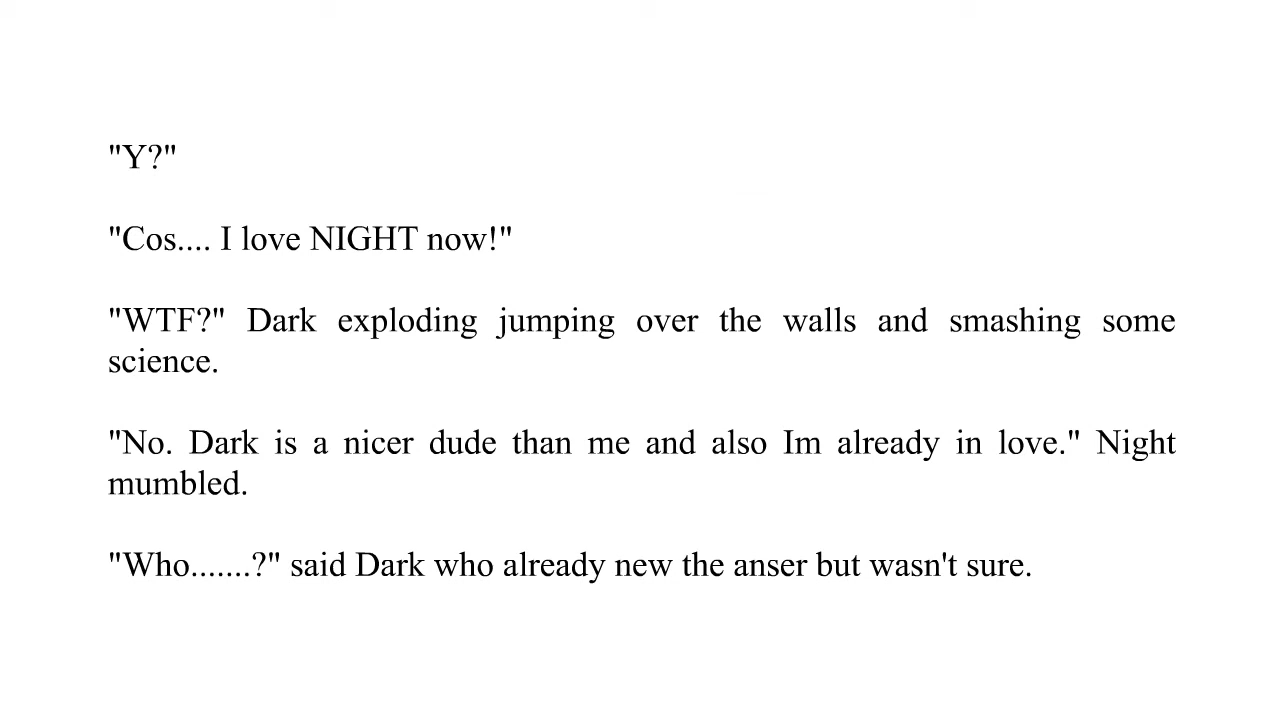 "Y?"
"Cos.... I love NIGHT now!"
"WTF?" Dark exploding jumping over the walls and smashing some
science.
"No. Dark is a nicer dude than me and also Im already in love." Night
mumbled.
"Who.......?" said Dark who already new the anser but wasn't sure.